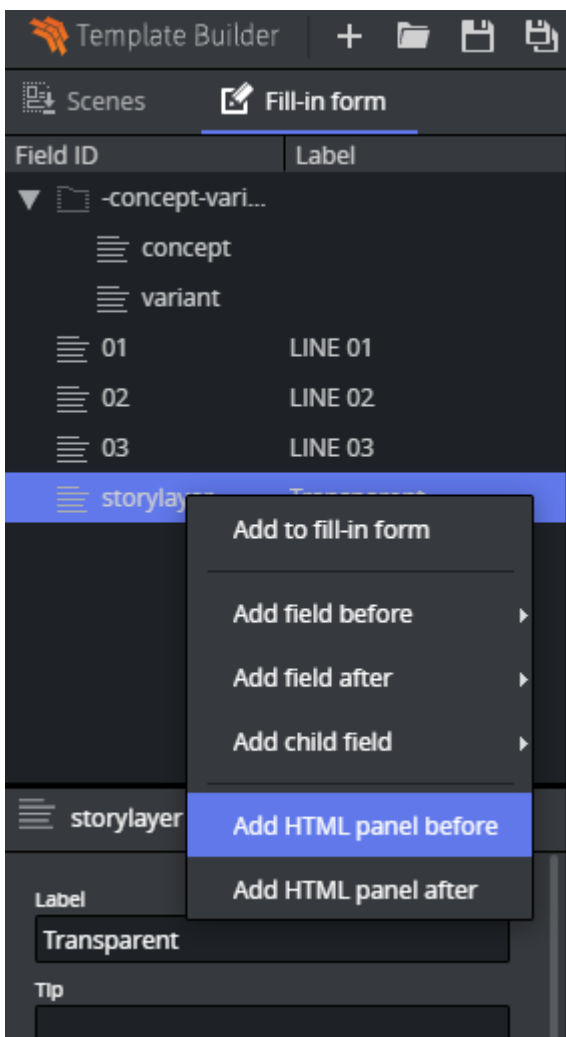 Template Builder
Scenes Fill-in form
Field ID Label
-concept-vari...
concept
variant
01 LINE 01
02 LINE 02
03 LINE 03
Add to fill-in form
Add field before
Add field after
Add child field
Add HTML panel before
Add HTML panel after
storylayer
Label
Transparent
Tip